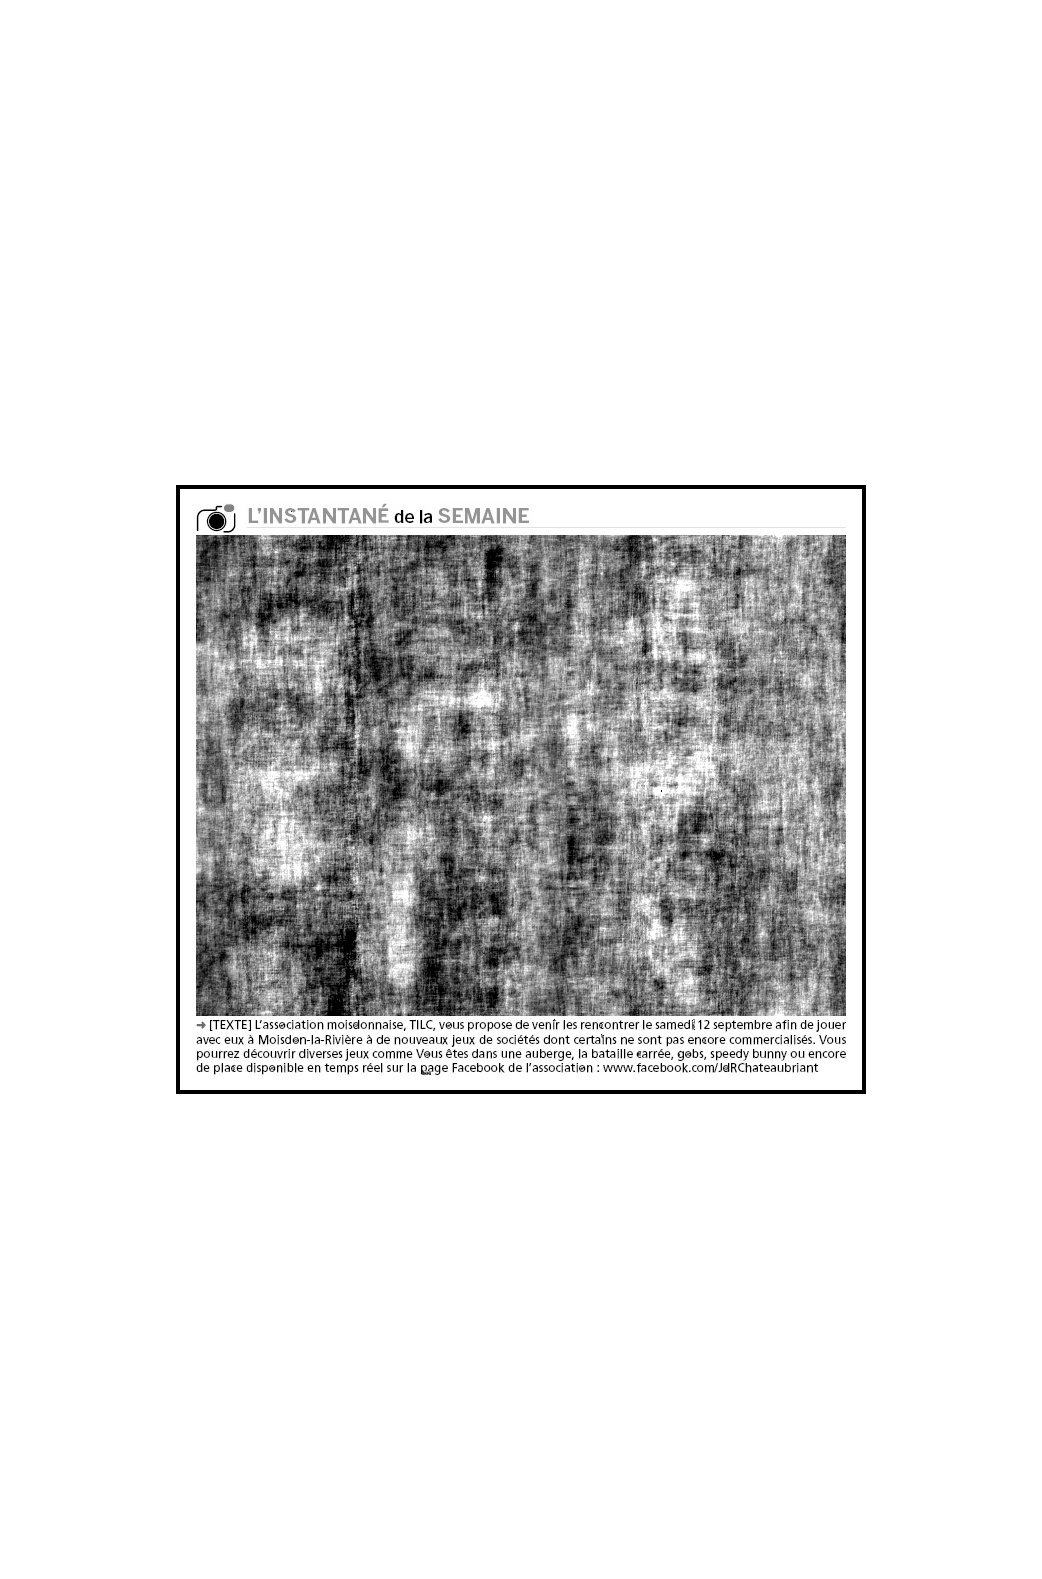 L'INSTANTANÉ de la SEMAINE
➔ [TEXTE] L'association moisdonnaise, TILC, vous propose de venir les rencontrer le samedi 12 septembre afin de jouer
avec eux à Moisdon-la-Rivière à de nouveaux jeux de sociétés dont certains ne sont pas encore commercialisés. Vous
pourrez découvrir diverses jeux comme Vous êtes dans une auberge, la bataille carrée, gobs, speedy bunny ou encore
de place disponible en temps réel sur la page Facebook de l'association : www.facebook.com/JdRChateaubriant